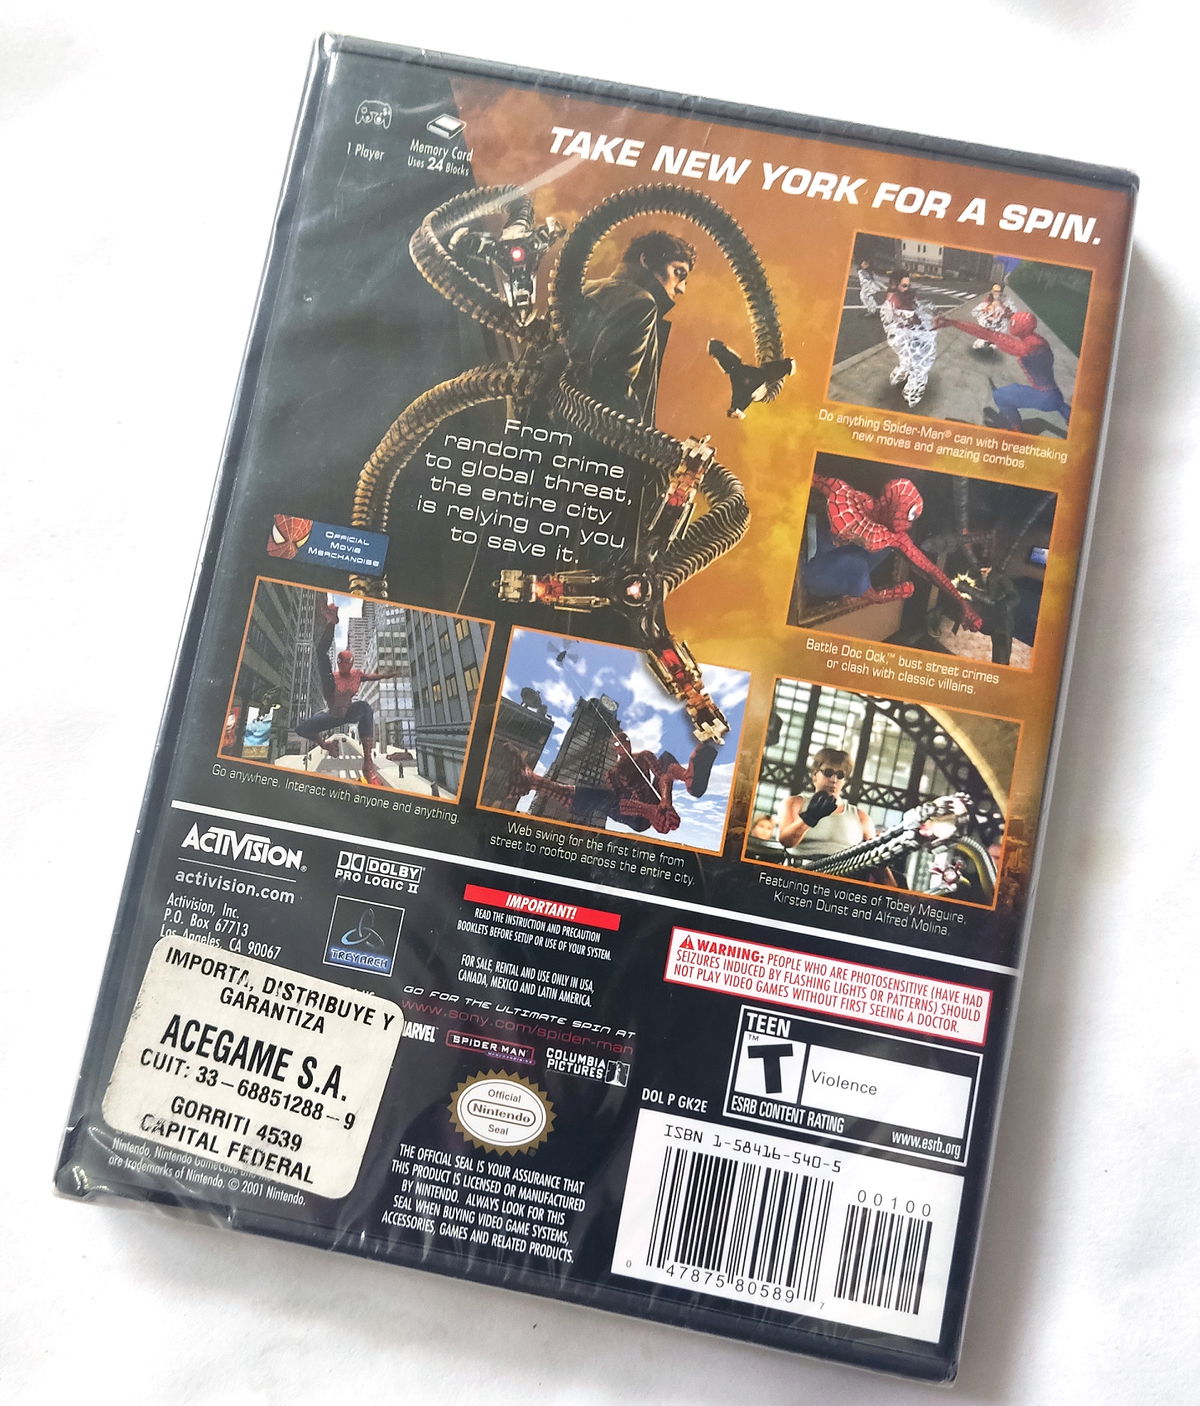 1 Player
Memory Card
Uses 24 Blocks
TAKE NEW YORK FOR A SPIN.
Do anything Spider-Man® can with breathtaking
new moves and amazing combos.
From
random crime
to global threat,
the entire city
is relying on you
to save it.
Official
Movie
Merchandise
Battle Doc Ock,™ bust street crimes
or clash with classic villains.
Go anywhere. Interact with anyone and anything.
Web swing for the first time from
street to rooftop across the entire city.
Featuring the voices of Tobey Maguire,
Kirsten Dunst and Alfred Molina.
ACTIVISION®
activision.com
Activision, Inc.
P.O. Box 67713
Los Angeles, CA 90067
DOLBY
PRO LOGIC II
TREYARCH
IMPORTANT!
READ THE INSTRUCTION AND PRECAUTION
BOOKLETS BEFORE SETUP OR USE OF YOUR SYSTEM.
FOR SALE, RENTAL AND USE ONLY IN USA,
CANADA, MEXICO AND LATIN AMERICA.
GO FOR THE ULTIMATE SPIN AT
www.sony.com/spider-man
MARVEL
SPIDER-MAN
COLUMBIA
PICTURES
WARNING: PEOPLE WHO ARE PHOTOSENSITIVE (HAVE HAD
SEIZURES INDUCED BY FLASHING LIGHTS OR PATTERNS) SHOULD
NOT PLAY VIDEO GAMES WITHOUT FIRST SEEING A DOCTOR.
IMPORTA, DISTRIBUYE Y
GARANTIZA
ACEGAME S.A.
CUIT: 33-68851288-9
GORRITI 4539
CAPITAL FEDERAL
Nintendo, Nintendo GameCube and
are trademarks of Nintendo. © 2001 Nintendo.
Official
Nintendo
Seal
THE OFFICIAL SEAL IS YOUR ASSURANCE THAT
THIS PRODUCT IS LICENSED OR MANUFACTURED
BY NINTENDO. ALWAYS LOOK FOR THIS
SEAL WHEN BUYING VIDEO GAME SYSTEMS,
ACCESSORIES, GAMES AND RELATED PRODUCTS.
TEEN
T™
Violence
ESRB CONTENT RATING
www.esrb.org
DOL P GK2E
ISBN 1-58416-540-5
00100
0 47875 80589 7